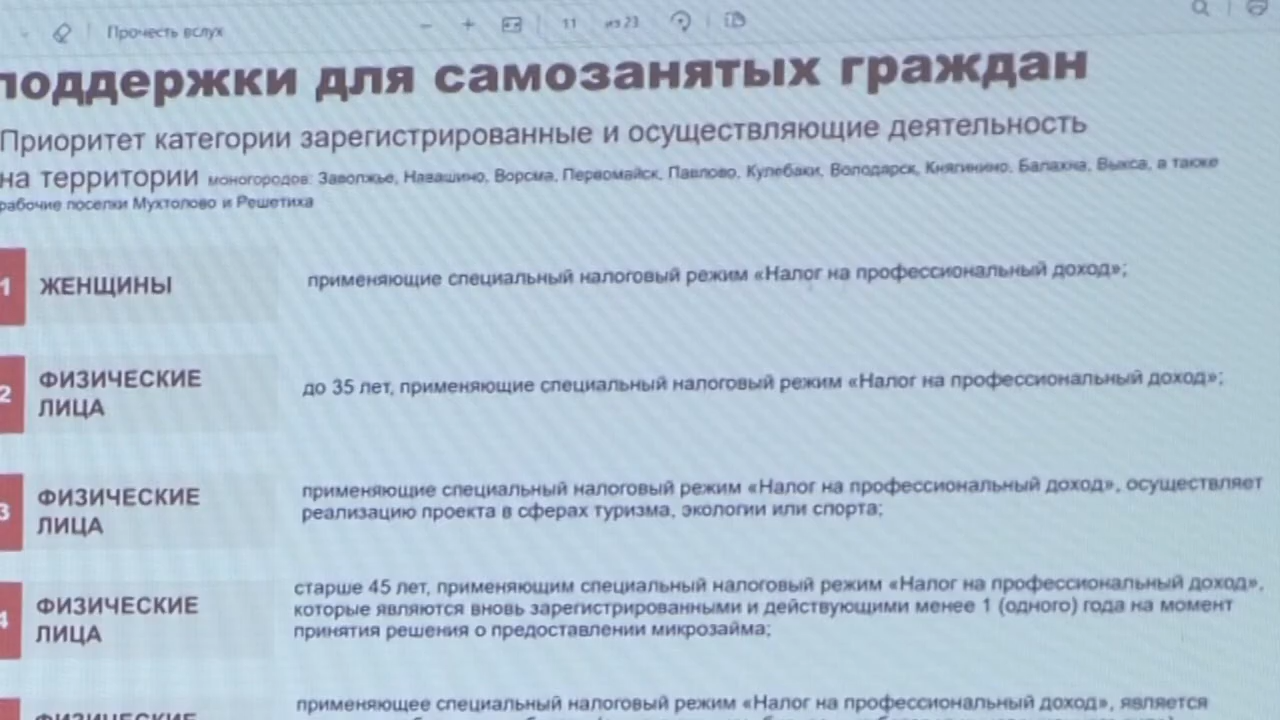 Прочесть вслух
11 из 23
поддержки для самозанятых граждан
Приоритет категории зарегистрированные и осуществляющие деятельность
на территории моногородов: Заволжье, Навашино, Ворсма, Первомайск, Павлово, Кулебаки, Володарск, Княгинино, Балахна, Выкса, а также
рабочие поселки Мухтолово и Решетиха
1 ЖЕНЩИНЫ
применяющие специальный налоговый режим «Налог на профессиональный доход»;
2 ФИЗИЧЕСКИЕ
ЛИЦА
до 35 лет, применяющие специальный налоговый режим «Налог на профессиональный доход»;
3 ФИЗИЧЕСКИЕ
ЛИЦА
применяющие специальный налоговый режим «Налог на профессиональный доход», осуществляет
реализацию проекта в сферах туризма, экологии или спорта;
4 ФИЗИЧЕСКИЕ
ЛИЦА
старше 45 лет, применяющим специальный налоговый режим «Налог на профессиональный доход»,
которые являются вновь зарегистрированными и действующими менее 1 (одного) года на момент
принятия решения о предоставлении микрозайма;
ФИЗИЧЕСКИЕ
применяющее специальный налоговый режим «Налог на профессиональный доход», является